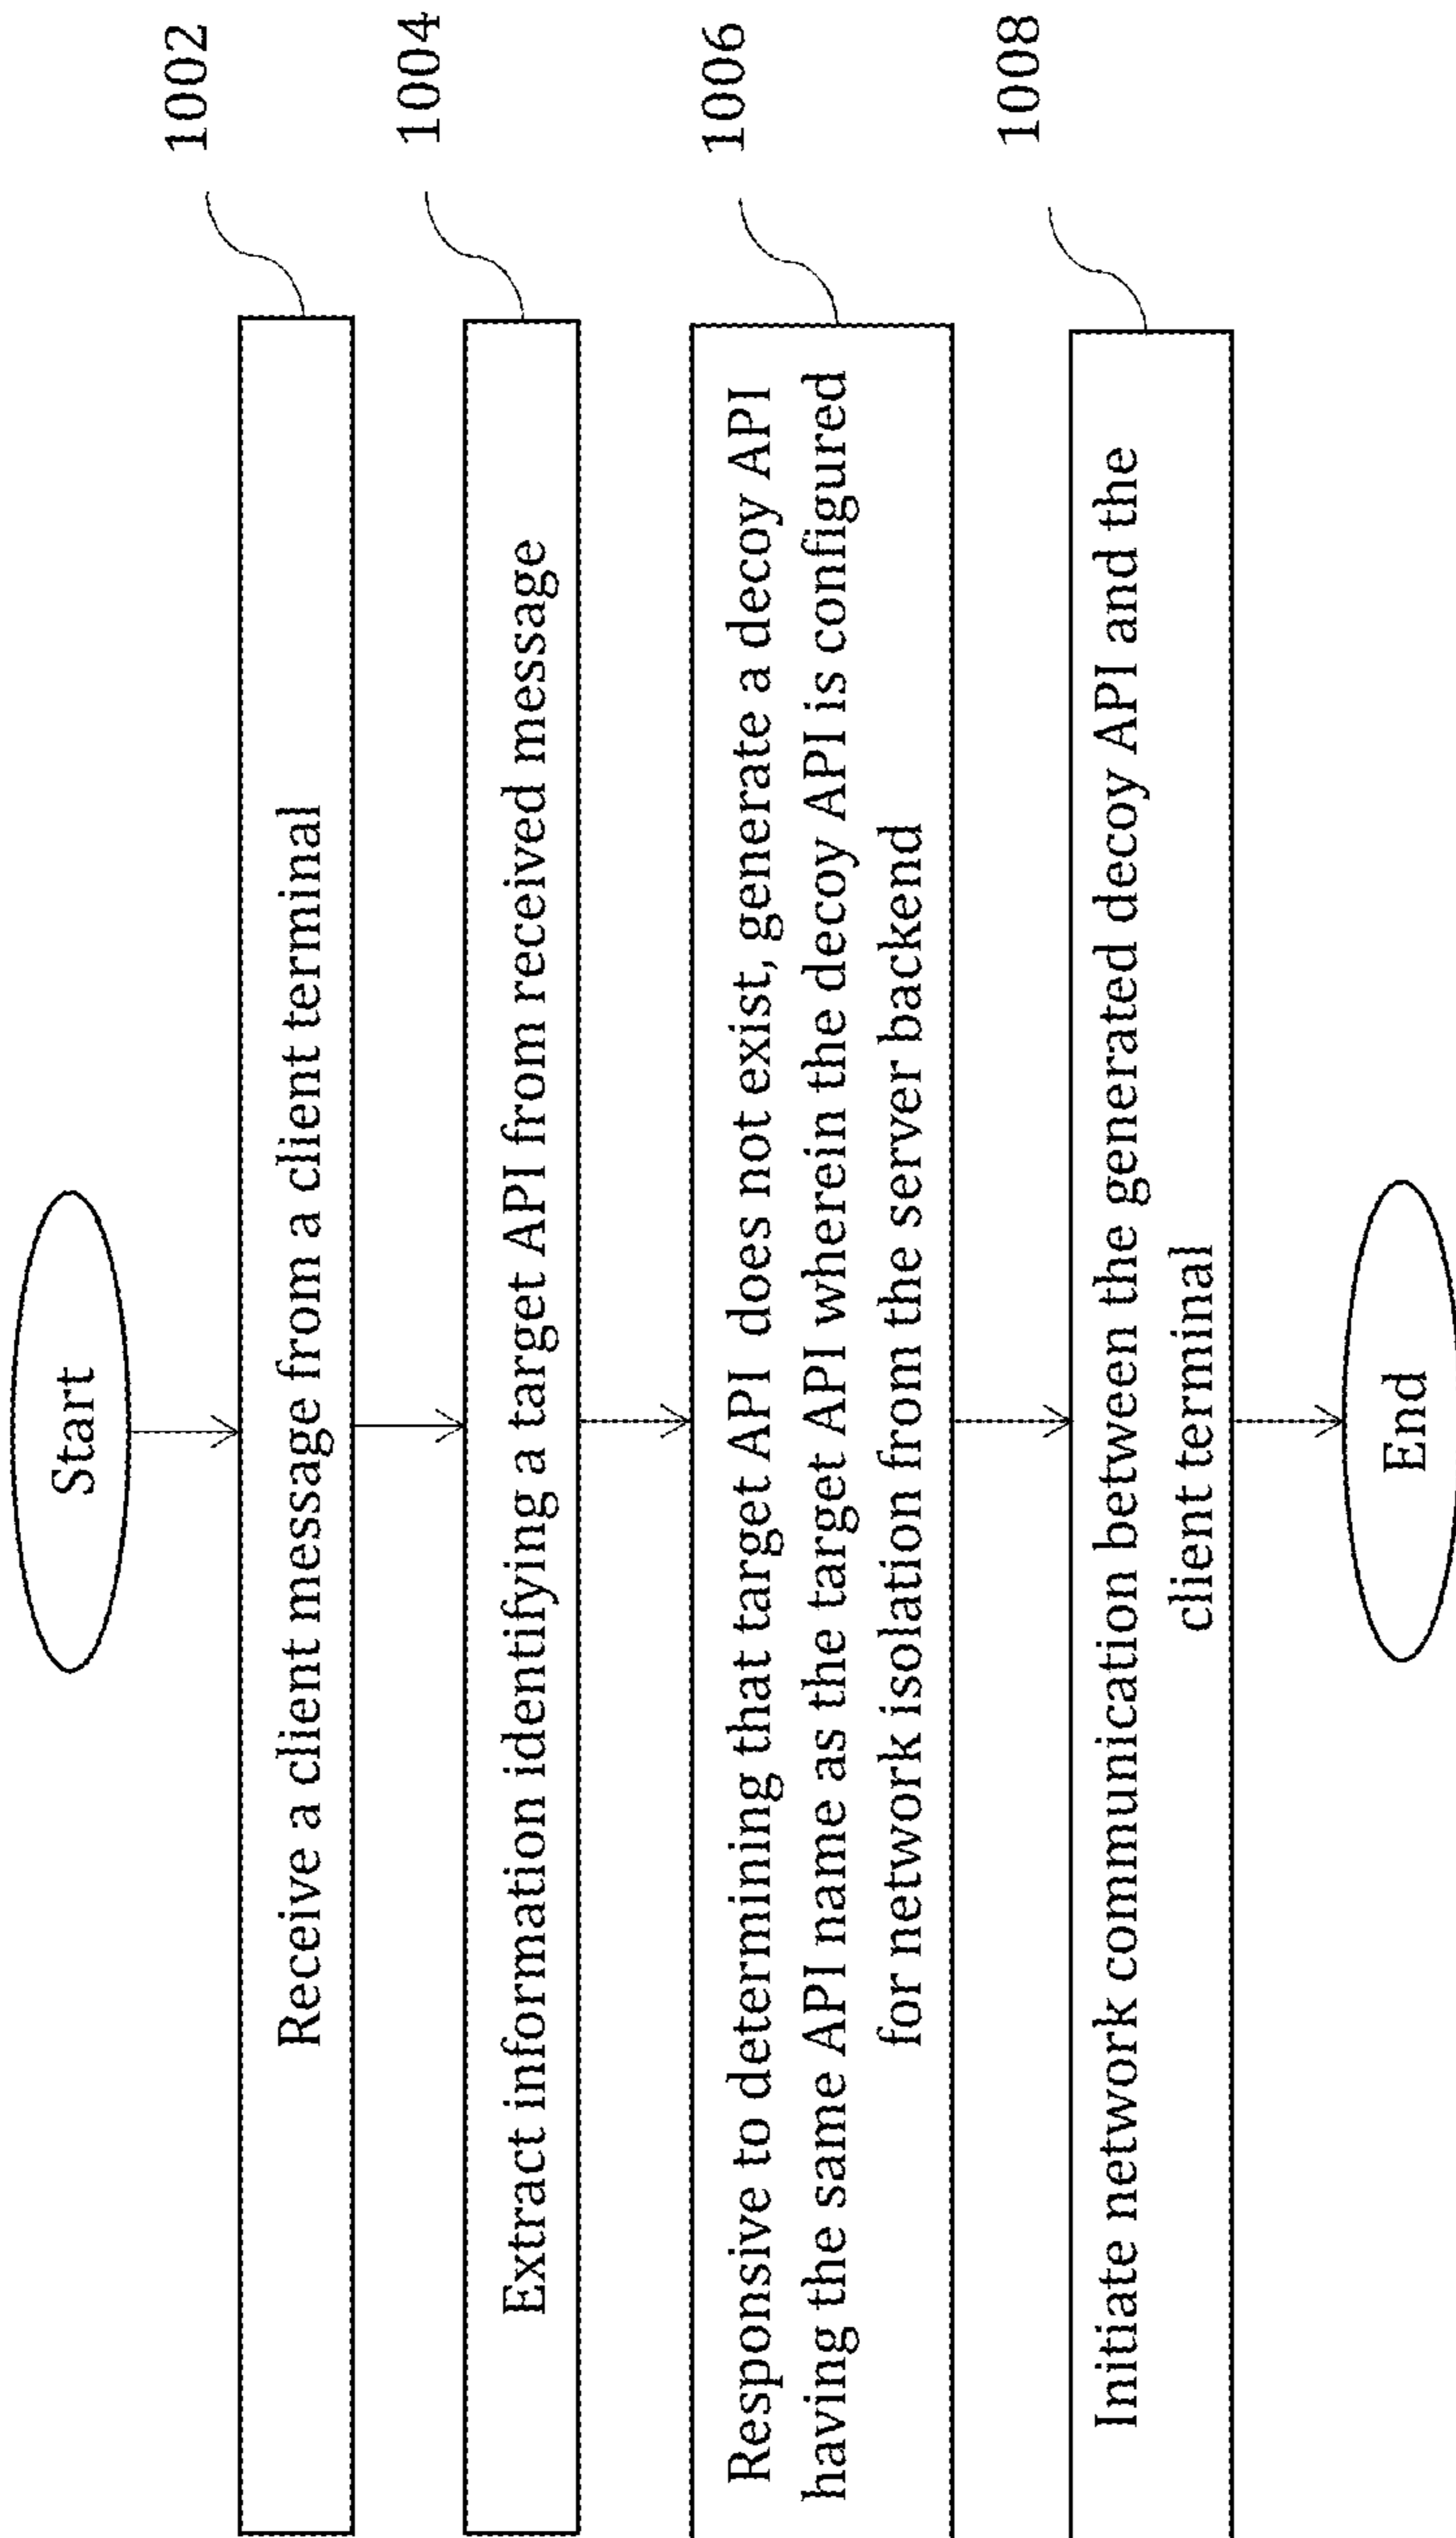 Start
Receive a client message from a client terminal
1002
Extract information identifying a target API from received message
1004
Responsive to determining that target API does not exist, generate a decoy API
having the same API name as the target API wherein the decoy API is configured
for network isolation from the server backend
1006
Initiate network communication between the generated decoy API and the
client terminal
1008
End